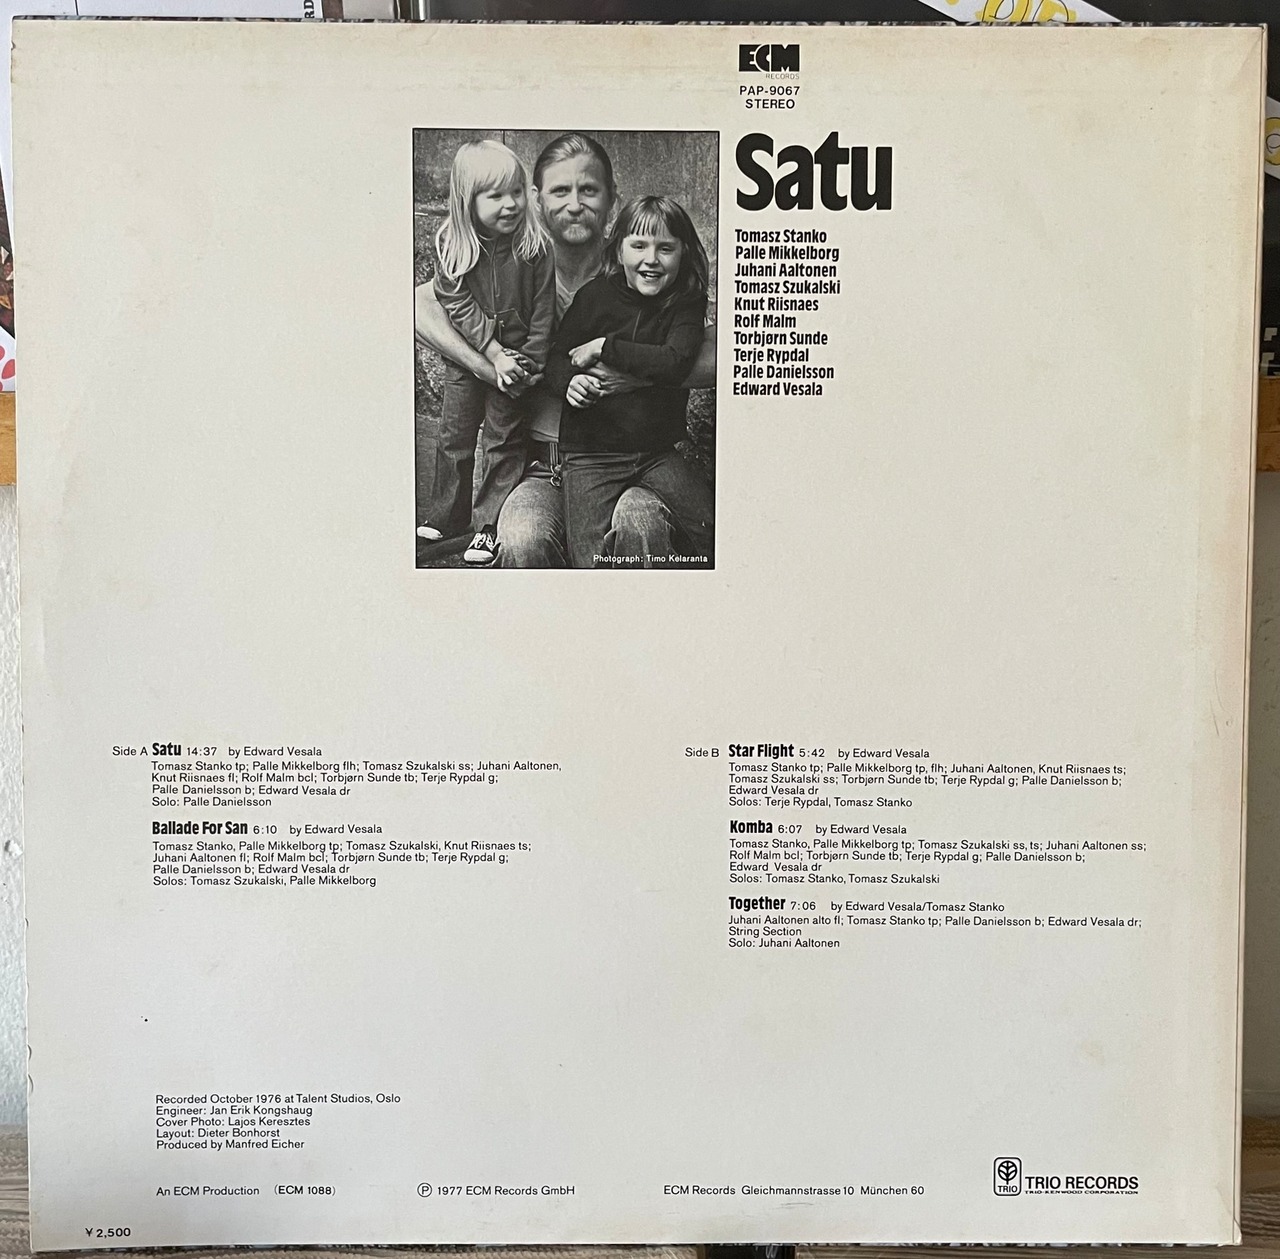 ECM
RECORDS
PAP-9067
STEREO
Satu
Tomasz Stanko
Palle Mikkelborg
Juhani Aaltonen
Tomasz Szukalski
Knut Riisnaes
Rolf Malm
Torbjørn Sunde
Terje Rypdal
Palle Danielsson
Edward Vesala
Photograph: Timo Kelaranta
Side A Satu 14:37 by Edward Vesala
Tomasz Stanko tp; Palle Mikkelborg flh; Tomasz Szukalski ss; Juhani Aaltonen,
Knut Riisnaes fl; Rolf Malm bcl; Torbjørn Sunde tb; Terje Rypdal g;
Palle Danielsson b; Edward Vesala dr
Solo: Palle Danielsson
Ballade For San 6:10 by Edward Vesala
Tomasz Stanko, Palle Mikkelborg tp; Tomasz Szukalski, Knut Riisnaes ts;
Juhani Aaltonen fl; Rolf Malm bcl; Torbjørn Sunde tb; Terje Rypdal g;
Palle Danielsson b; Edward Vesala dr
Solos: Tomasz Szukalski, Palle Mikkelborg
Side B Star Flight 5:42 by Edward Vesala
Tomasz Stanko tp; Palle Mikkelborg tp, flh; Juhani Aaltonen, Knut Riisnaes ts;
Tomasz Szukalski ss; Torbjørn Sunde tb; Terje Rypdal g; Palle Danielsson b;
Edward Vesala dr
Solos: Terje Rypdal, Tomasz Stanko
Komba 6:07 by Edward Vesala
Tomasz Stanko, Palle Mikkelborg tp; Tomasz Szukalski ss, ts; Juhani Aaltonen ss;
Rolf Malm bcl; Torbjørn Sunde tb; Terje Rypdal g; Palle Danielsson b;
Edward Vesala dr
Solos: Tomasz Stanko, Tomasz Szukalski
Together 7:06 by Edward Vesala/Tomasz Stanko
Juhani Aaltonen alto fl; Tomasz Stanko tp; Palle Danielsson b; Edward Vesala dr;
String Section
Solo: Juhani Aaltonen
Recorded October 1976 at Talent Studios, Oslo
Engineer: Jan Erik Kongshaug
Cover Photo: Lajos Keresztes
Layout: Dieter Bonhorst
Produced by Manfred Eicher
An ECM Production (ECM 1088)
Ⓟ 1977 ECM Records GmbH
ECM Records Gleichmannstrasse 10 München 60
TRIO
TRIO RECORDS
TRIO-KENWOOD CORPORATION
¥ 2,500